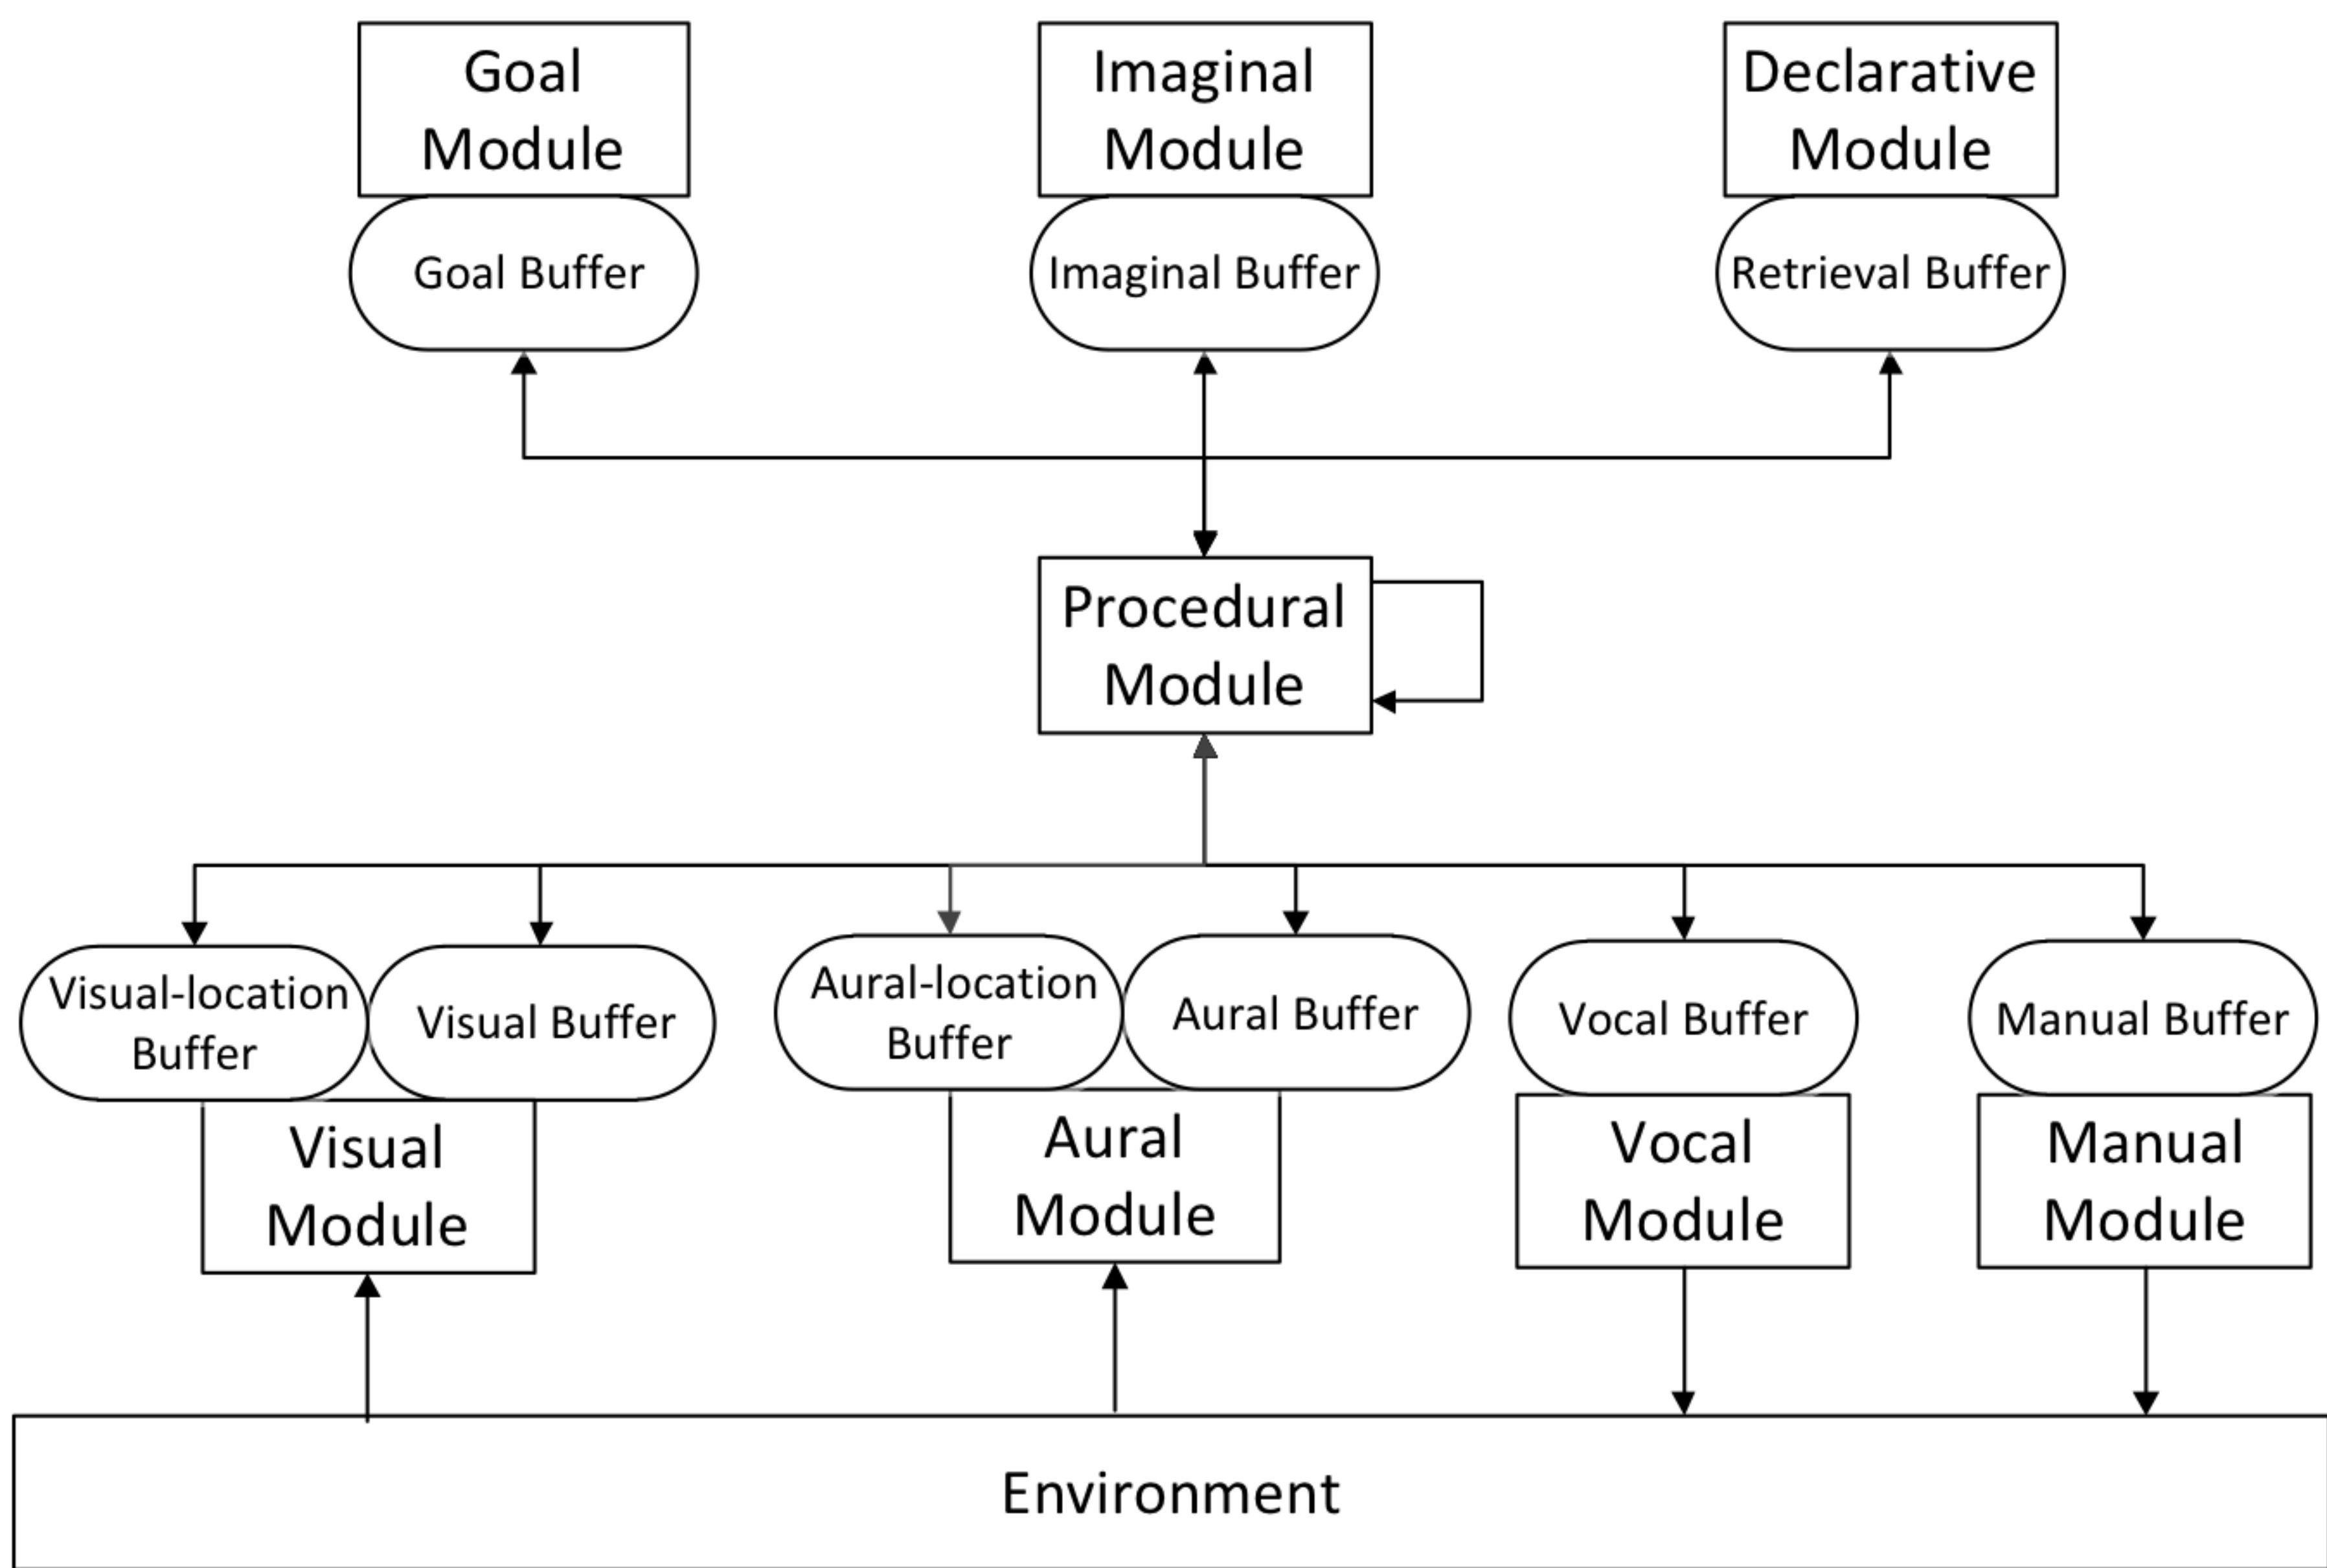 Goal
Module
Goal Buffer
Imaginal
Module
Imaginal Buffer
Declarative
Module
Retrieval Buffer
Procedural
Module
Visual-location
Buffer
Visual Buffer
Visual
Module
Aural-location
Buffer
Aural Buffer
Aural
Module
Vocal Buffer
Vocal
Module
Manual Buffer
Manual
Module
Environment